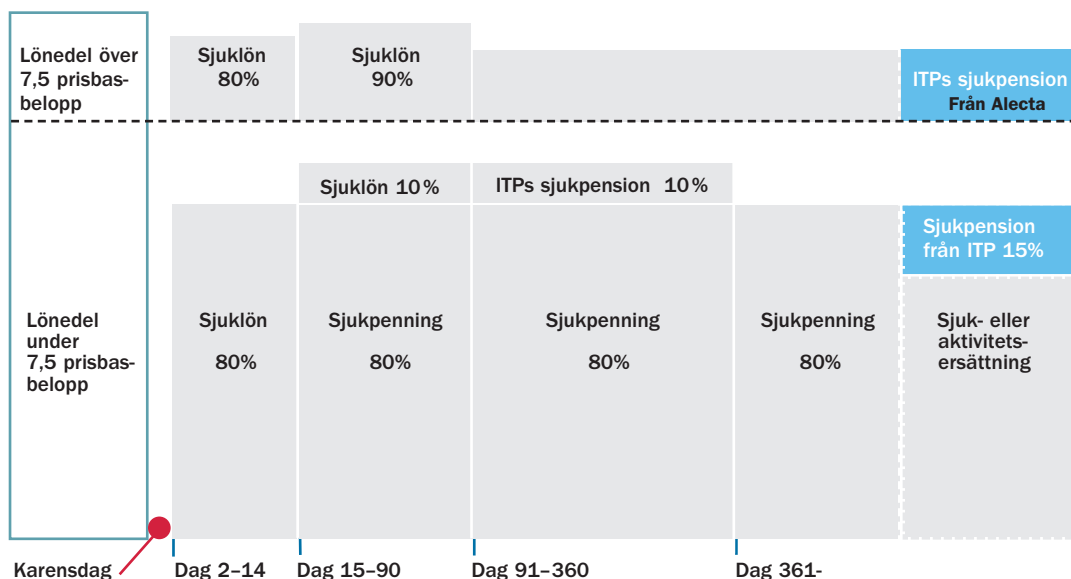 Lönedel över
7,5 prisbas-
belopp
Sjuklön
80%
Sjuklön
90%
ITPs sjukpension
Från Alecta
Sjuklön 10%
ITPs sjukpension 10%
Sjukpension
från ITP 15%
Lönedel
under
7,5 prisbas-
belopp
Sjuklön
80%
Sjukpenning
80%
Sjukpenning
80%
Sjukpenning
80%
Sjuk- eller
aktivitets-
ersättning
Karensdag
Dag 2–14
Dag 15–90
Dag 91–360
Dag 361-